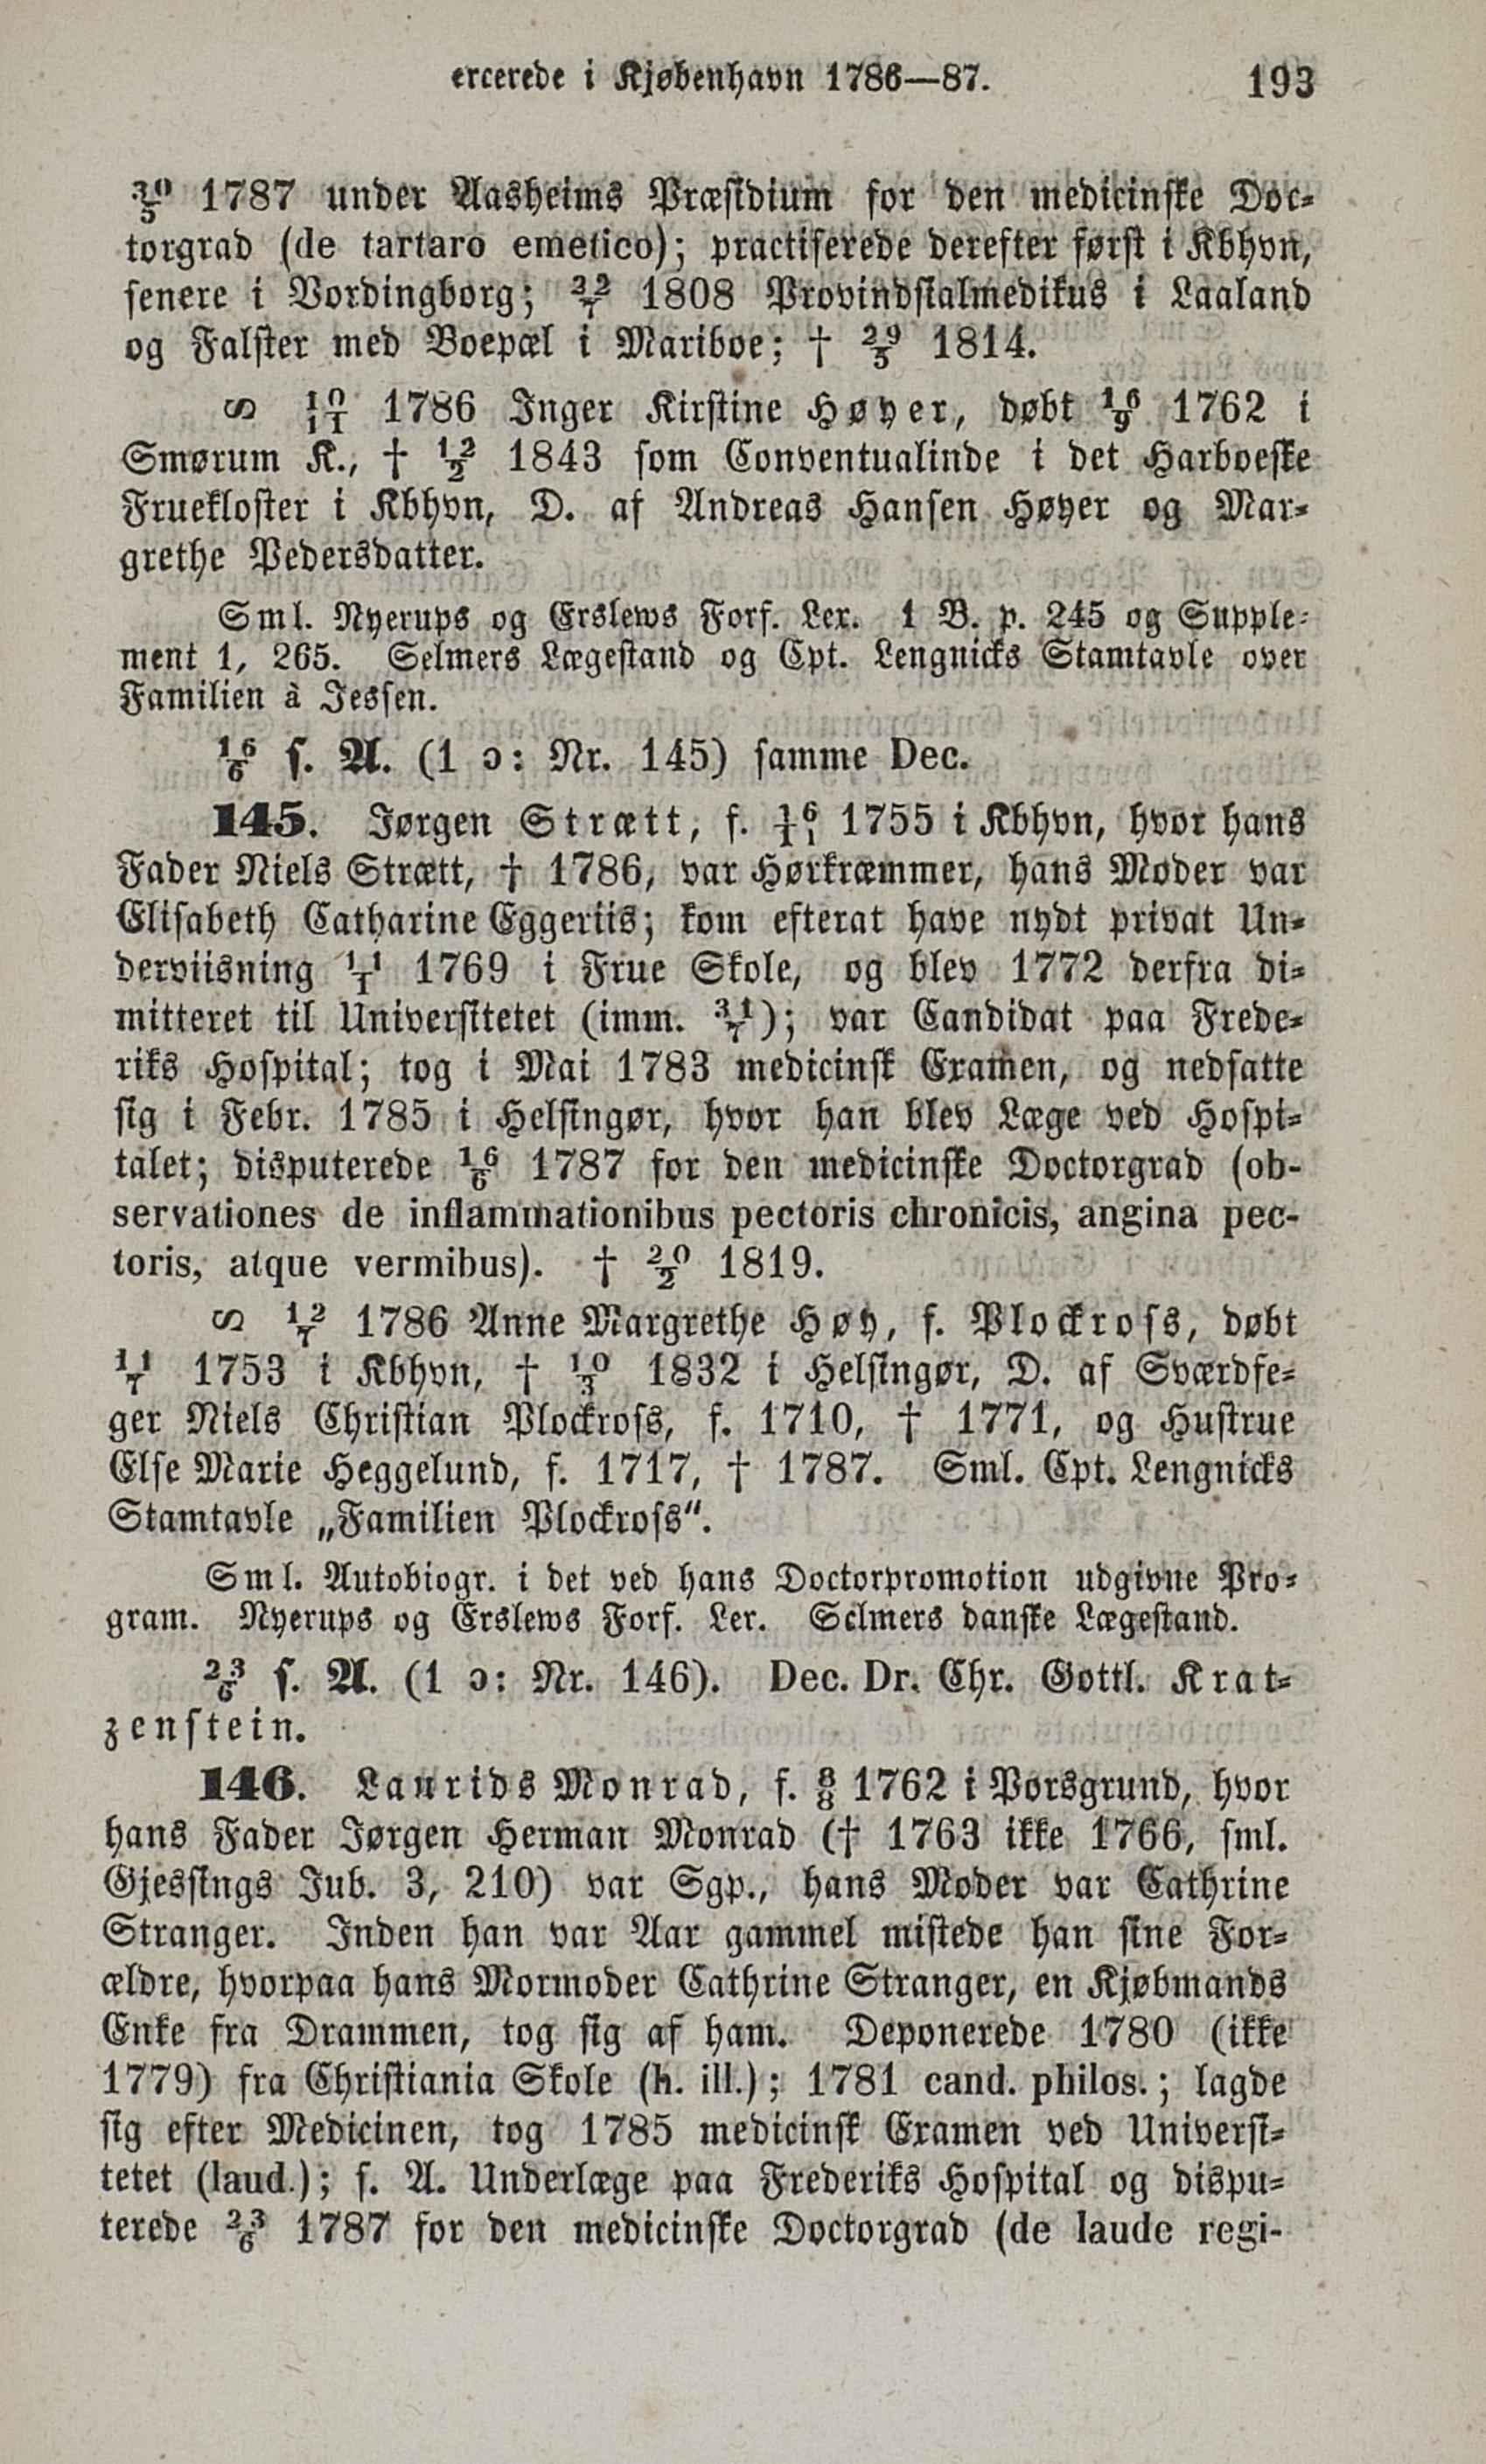 ercerede i Kjøbenhavn 1786—87. 193
30/5 1787 under Aasheims Præsidium for den medicinske Doc-
torgrad (de tartaro emetico); practiserede derefter først i Kbhvn,
senere i Vordingborg; 22/7 1808 Provindsialmedikus i Laaland
og Falster med Boepæl i Mariboe; † 29/5 1814.
∽ 10/11 1786 Inger Kirstine Høyer, døbt 16/9 1762 i
Smørum K., † 12/2 1843 som Conventualinde i det Harboeske
Fruekloster i Kbhvn, D. af Andreas Hansen Høyer og Mar-
grethe Pedersdatter.
Sml. Nyerups og Erslews Forf. Lex. 1 B. p. 245 og Supple-
ment 1, 265. Selmers Lægestand og Cpt. Lengnicks Stamtavle over
Familien à Jessen.
16/6 s. A. (1 ɔ: Nr. 145) samme Dec.
145. Jørgen Strætt, f. 16/11 1755 i Kbhvn, hvor hans
Fader Niels Strætt, † 1786, var Hørkræmmer, hans Moder var
Elisabeth Catharine Eggeriis; kom efterat have nydt privat Un-
derviisning 11/1 1769 i Frue Skole, og blev 1772 derfra di-
mitteret til Universitetet (imm. 31/7); var Candidat paa Frede-
riks Hospital; tog i Mai 1783 medicinsk Examen, og nedsatte
sig i Febr. 1785 i Helsingør, hvor han blev Læge ved Hospi-
talet; disputerede 16/6 1787 for den medicinske Doctorgrad (ob-
servationes de inflammationibus pectoris chronicis, angina pec-
toris, atque vermibus). † 20/2 1819.
∽ 12/7 1786 Anne Margrethe Høy, f. Plockross, døbt
11/7 1753 i Kbhvn, † 10/3 1832 i Helsingør, D. af Sværdfe-
ger Niels Christian Plockross, f. 1710, † 1771, og Hustrue
Else Marie Heggelund, f. 1717, † 1787. Sml. Cpt. Lengnicks
Stamtavle „Familien Plockross“.
Sml. Autobiogr. i det ved hans Doctorpromotion udgivne Pro-
gram. Nyerups og Erslews Forf. Ler. Selmers danske Lægestand.
23/6 s. A. (1 ɔ: Nr. 146). Dec. Dr. Chr. Gottl. Krat-
zenstein.
146. Laurids Monrad, f. 8/8 1762 i Porsgrund, hvor
hans Fader Jørgen Herman Monrad († 1763 ikke 1766, sml.
Gjessings Jub. 3, 210) var Sgp., hans Moder var Cathrine
Stranger. Inden han var Aar gammel mistede han sine For-
ældre, hvorpaa hans Mormoder Cathrine Stranger, en Kjøbmands
Enke fra Drammen, tog sig af ham. Deponerede 1780 (ikke
1779) fra Christiania Skole (h. ill.); 1781 cand. philos.; lagde
sig efter Medicinen, tog 1785 medicinsk Examen ved Universi-
tetet (laud.); s. A. Underlæge paa Frederiks Hospital og dispu-
terede 23/6 1787 for den medicinske Doctorgrad (de laude regi-